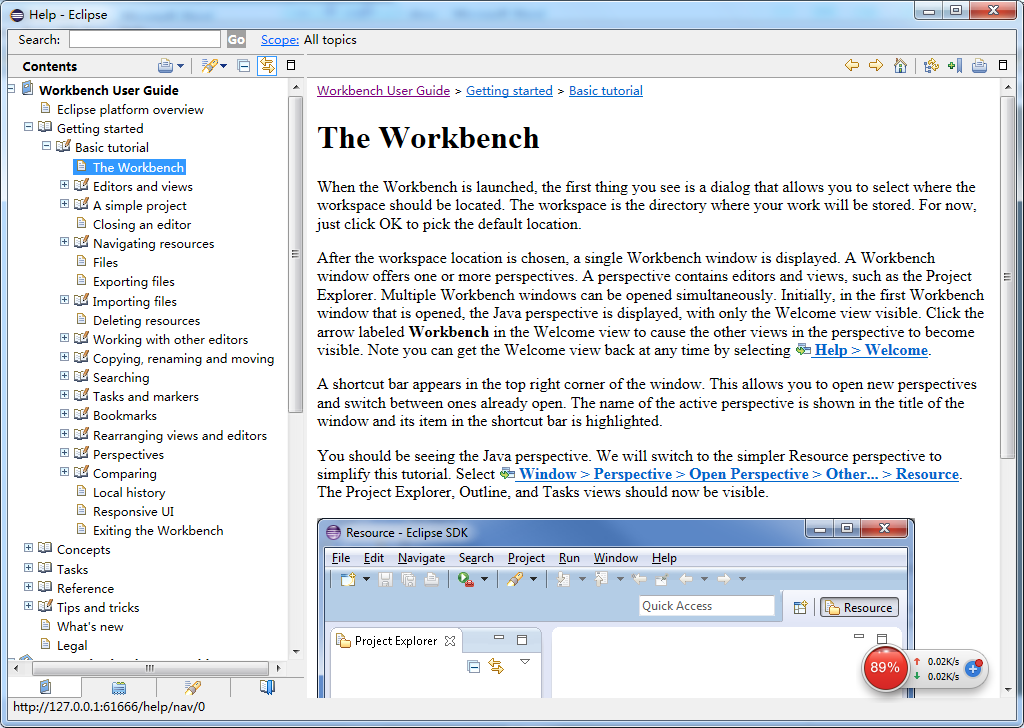 Help - Eclipse
Search:
Go
Scope: All topics
Contents
Workbench User Guide
Eclipse platform overview
Getting started
Basic tutorial
The Workbench
Editors and views
A simple project
Closing an editor
Navigating resources
Files
Exporting files
Importing files
Deleting resources
Working with other editors
Copying, renaming and moving
Searching
Tasks and markers
Bookmarks
Rearranging views and editors
Perspectives
Comparing
Local history
Responsive UI
Exiting the Workbench
Concepts
Tasks
Reference
Tips and tricks
What's new
Legal
http://127.0.0.1:61666/help/nav/0
Workbench User Guide > Getting started > Basic tutorial
The Workbench
When the Workbench is launched, the first thing you see is a dialog that allows you to select where the
workspace should be located. The workspace is the directory where your work will be stored. For now,
just click OK to pick the default location.
After the workspace location is chosen, a single Workbench window is displayed. A Workbench
window offers one or more perspectives. A perspective contains editors and views, such as the Project
Explorer. Multiple Workbench windows can be opened simultaneously. Initially, in the first Workbench
window that is opened, the Java perspective is displayed, with only the Welcome view visible. Click the
arrow labeled Workbench in the Welcome view to cause the other views in the perspective to become
visible. Note you can get the Welcome view back at any time by selecting Help > Welcome.
A shortcut bar appears in the top right corner of the window. This allows you to open new perspectives
and switch between ones already open. The name of the active perspective is shown in the title of the
window and its item in the shortcut bar is highlighted.
You should be seeing the Java perspective. We will switch to the simpler Resource perspective to
simplify this tutorial. Select Window > Perspective > Open Perspective > Other... > Resource.
The Project Explorer, Outline, and Tasks views should now be visible.
Resource - Eclipse SDK
File Edit Navigate Search Project Run Window Help
Quick Access
Resource
Project Explorer
89%
0.02K/s
0.02K/s